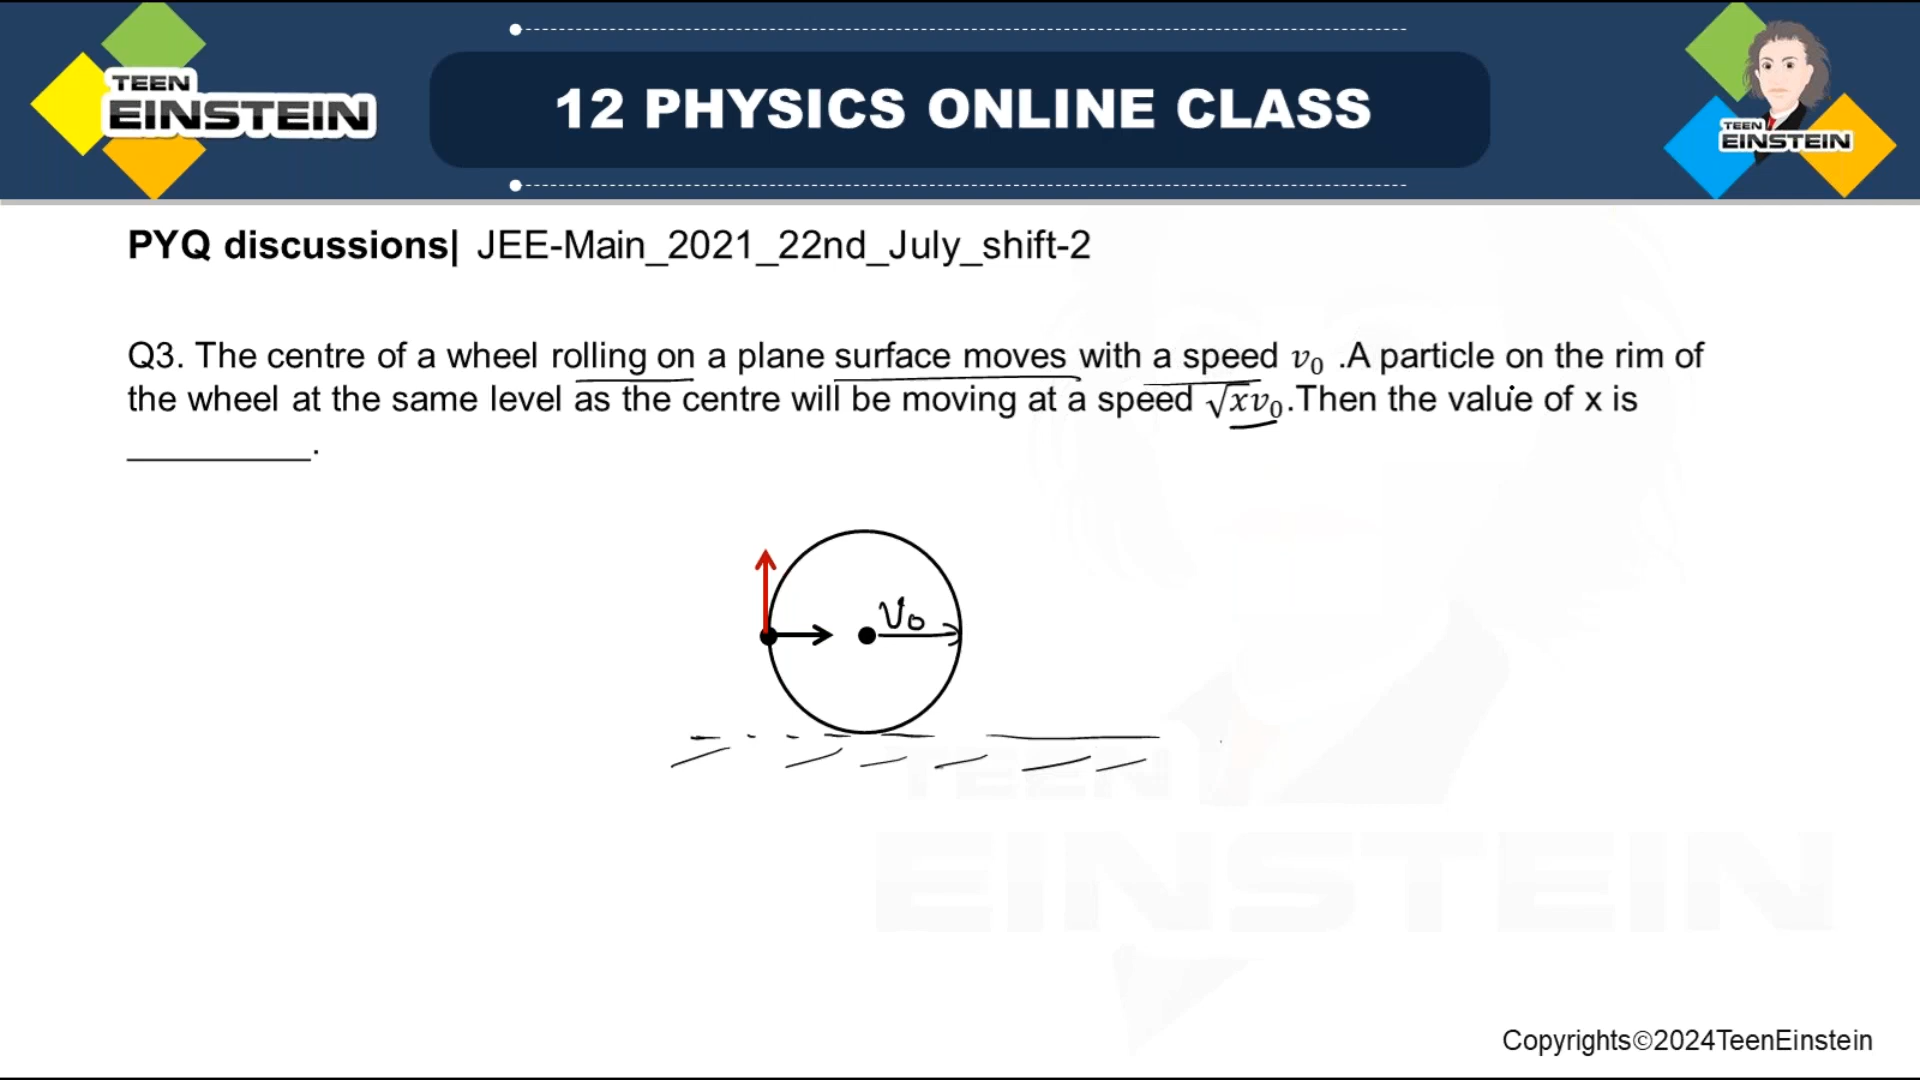 TEEN
EINSTEIN
12 PHYSICS ONLINE CLASS
TEEN
EINSTEIN
PYQ discussions| JEE-Main_2021_22nd_July_shift-2
Q3. The centre of a wheel rolling on a plane surface moves with a speed v₀ .A particle on the rim of
the wheel at the same level as the centre will be moving at a speed √xv₀.Then the value of x is
__________.
V₀
TEEN
EINSTEIN
Copyrights©2024TeenEinstein